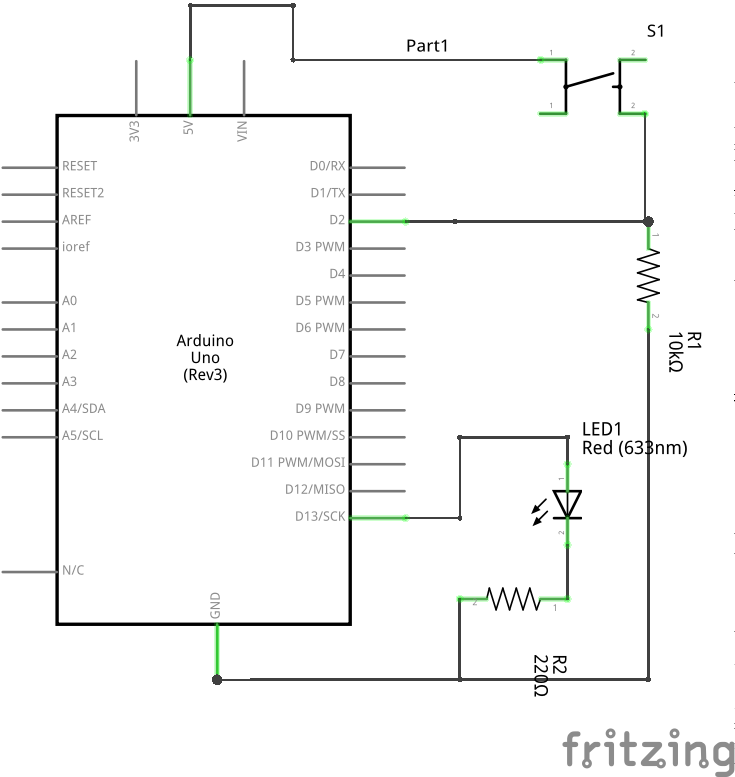 S1
Part1
1
2
1
2
3V3
5V
VIN
RESET
RESET2
AREF
ioref
A0
A1
A2
A3
A4/SDA
A5/SCL
N/C
Arduino
Uno
(Rev3)
D0/RX
D1/TX
D2
D3 PWM
D4
D5 PWM
D6 PWM
D7
D8
D9 PWM
D10 PWM/SS
D11 PWM/MOSI
D12/MISO
D13/SCK
GND
1
2
R1
10kΩ
LED1
Red (633nm)
1
2
2
1
R2
220Ω
fritzing